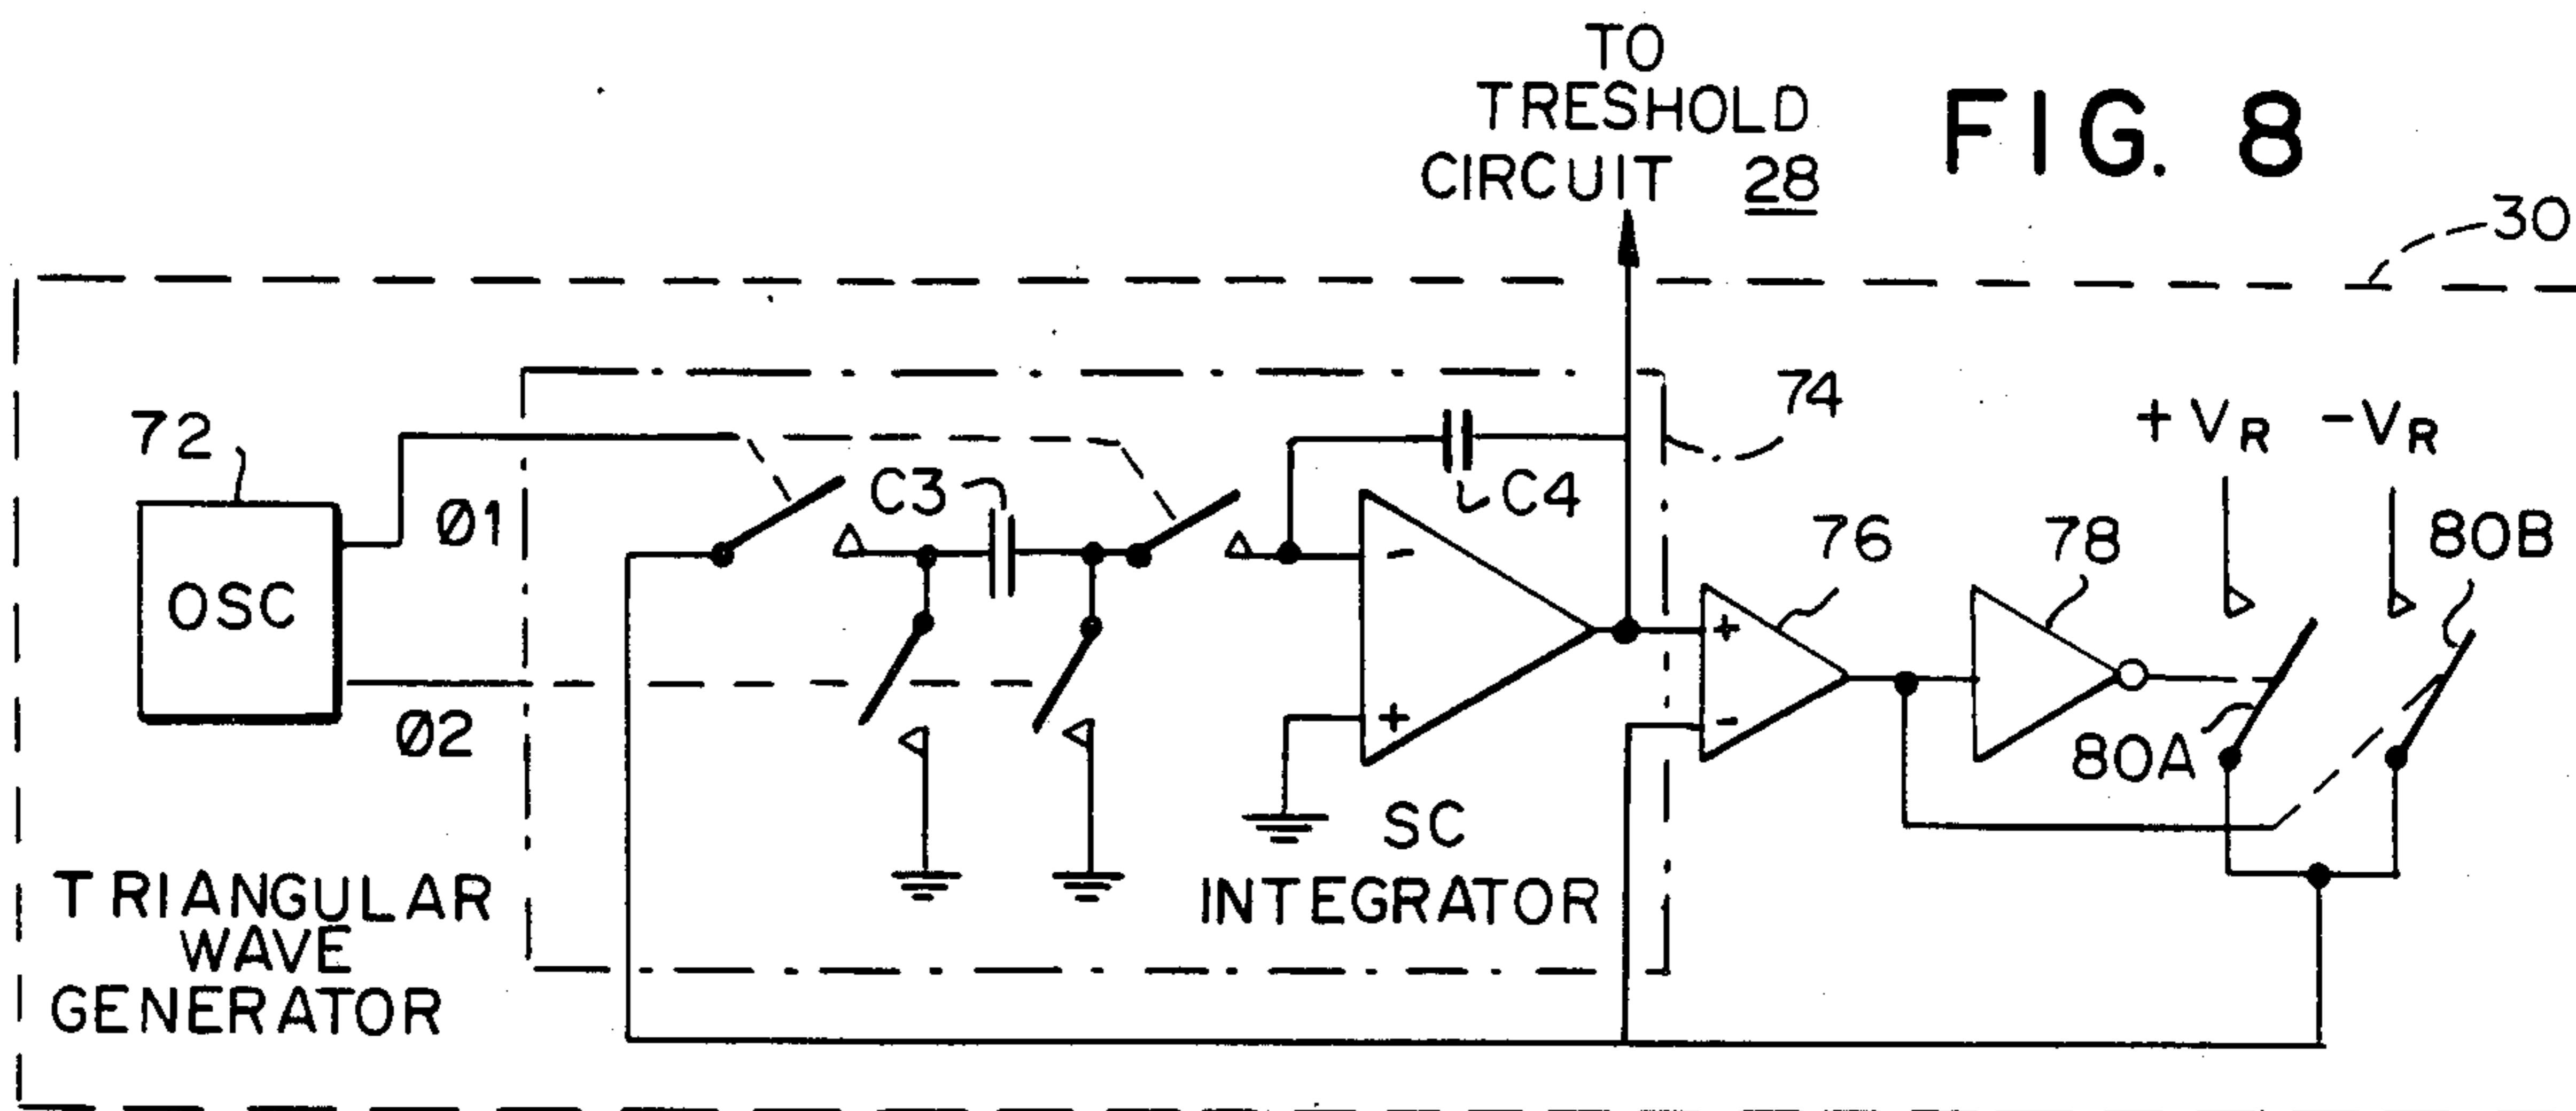 TO
TRESHOLD
CIRCUIT 28
FIG. 8
30
74
72
+VR -VR
C3
C4
Ø1
76
78
80B
OSC
-
+
+
-
Ø2
80A
SC
INTEGRATOR
TRIANGULAR
WAVE
GENERATOR